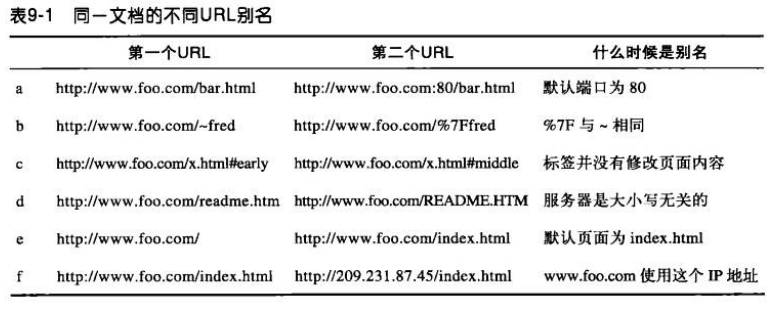 表9-1 同一文档的不同URL别名
第一个URL 第二个URL 什么时候是别名
a http://www.foo.com/bar.html http://www.foo.com:80/bar.html 默认端口为 80
b http://www.foo.com/~fred http://www.foo.com/%7Ffred %7F 与 ~ 相同
c http://www.foo.com/x.html#early http://www.foo.com/x.html#middle 标签并没有修改页面内容
d http://www.foo.com/readme.htm http://www.foo.com/README.HTM 服务器是大小写无关的
e http://www.foo.com/ http://www.foo.com/index.html 默认页面为 index.html
f http://www.foo.com/index.html http://209.231.87.45/index.html www.foo.com 使用这个 IP 地址